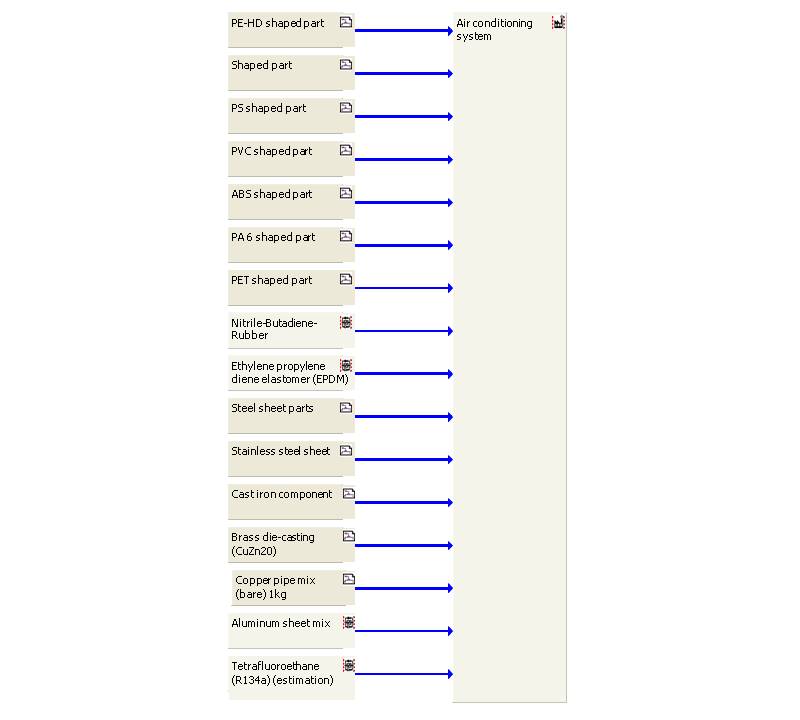 PE-HD shaped part
Air conditioning
system
Shaped part
PS shaped part
PVC shaped part
ABS shaped part
PA 6 shaped part
PET shaped part
Nitrile-Butadiene-
Rubber
Ethylene propylene
diene elastomer (EPDM)
Steel sheet parts
Stainless steel sheet
Cast iron component
Brass die-casting
(CuZn20)
Copper pipe mix
(bare) 1kg
Aluminum sheet mix
Tetrafluoroethane
(R134a) (estimation)